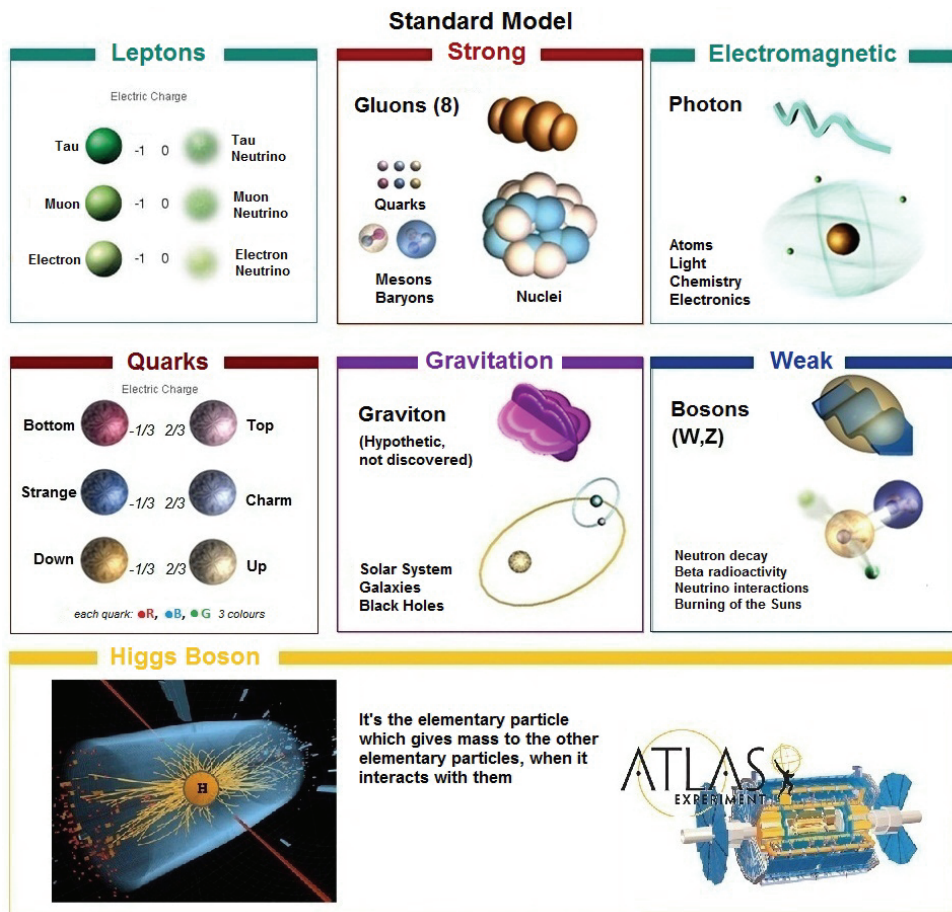 Standard Model
Leptons
Electric Charge
Tau -1 0 Tau
Neutrino
Muon -1 0 Muon
Neutrino
Electron -1 0 Electron
Neutrino
Strong
Gluons (8)
Quarks
Mesons
Baryons
Nuclei
Electromagnetic
Photon
Atoms
Light
Chemistry
Electronics
Quarks
Electric Charge
Bottom -1/3 2/3 Top
Strange -1/3 2/3 Charm
Down -1/3 2/3 Up
each quark: R, B, G 3 colours
Gravitation
Graviton
(Hypothetic,
not discovered)
Solar System
Galaxies
Black Holes
Weak
Bosons
(W,Z)
Neutron decay
Beta radioactivity
Neutrino interactions
Burning of the Suns
Higgs Boson
H
It's the elementary particle
which gives mass to the other
elementary particles, when it
interacts with them
ATLAS
EXPERIMENT